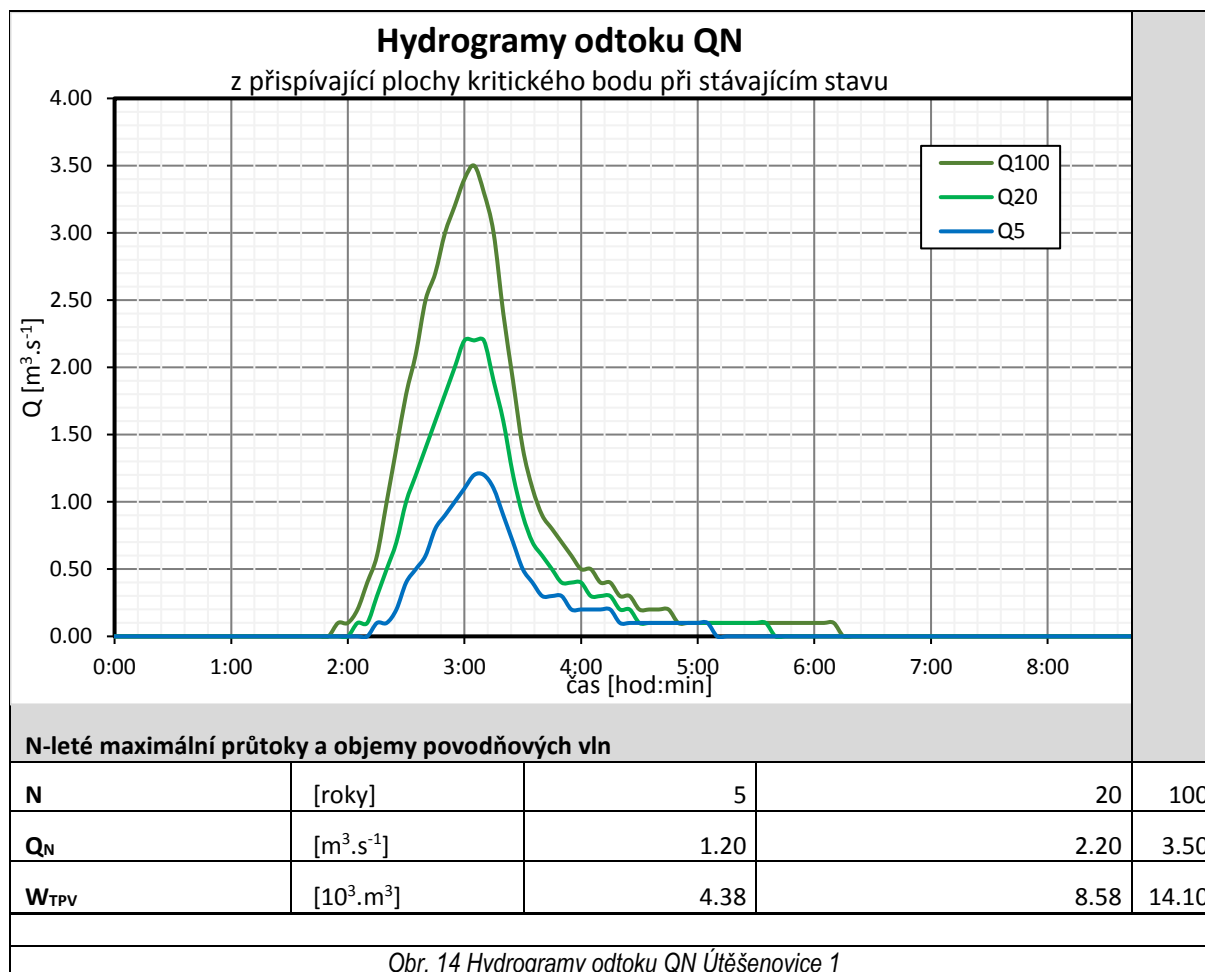 Hydrogramy odtoku QN
z přispívající plochy kritického bodu při stávajícím stavu
4.00
3.50
3.00
2.50
2.00
1.50
1.00
0.50
0.00
Q [m³.s⁻¹]
Q100
Q20
Q5
0:00 1:00 2:00 3:00 4:00 5:00 6:00 7:00 8:00
čas [hod:min]
N-leté maximální průtoky a objemy povodňových vln
N [roky] 5 20 100
QN [m³.s⁻¹] 1.20 2.20 3.50
WTPV [10³.m³] 4.38 8.58 14.10
Obr. 14 Hydrogramy odtoku QN Útěšenovice 1